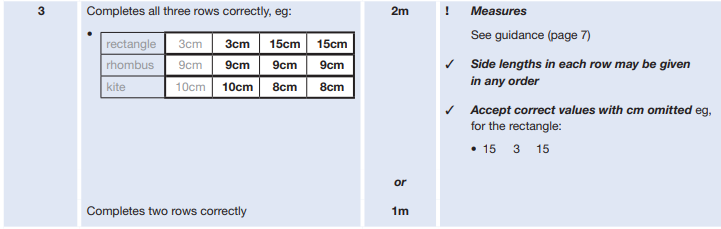 3
Completes all three rows correctly, eg:
• rectangle 3cm 3cm 15cm 15cm
rhombus 9cm 9cm 9cm 9cm
kite 10cm 10cm 8cm 8cm
Completes two rows correctly
2m
or
1m
! Measures
See guidance (page 7)
✓ Side lengths in each row may be given
in any order
✓ Accept correct values with cm omitted eg,
for the rectangle:
• 15 3 15